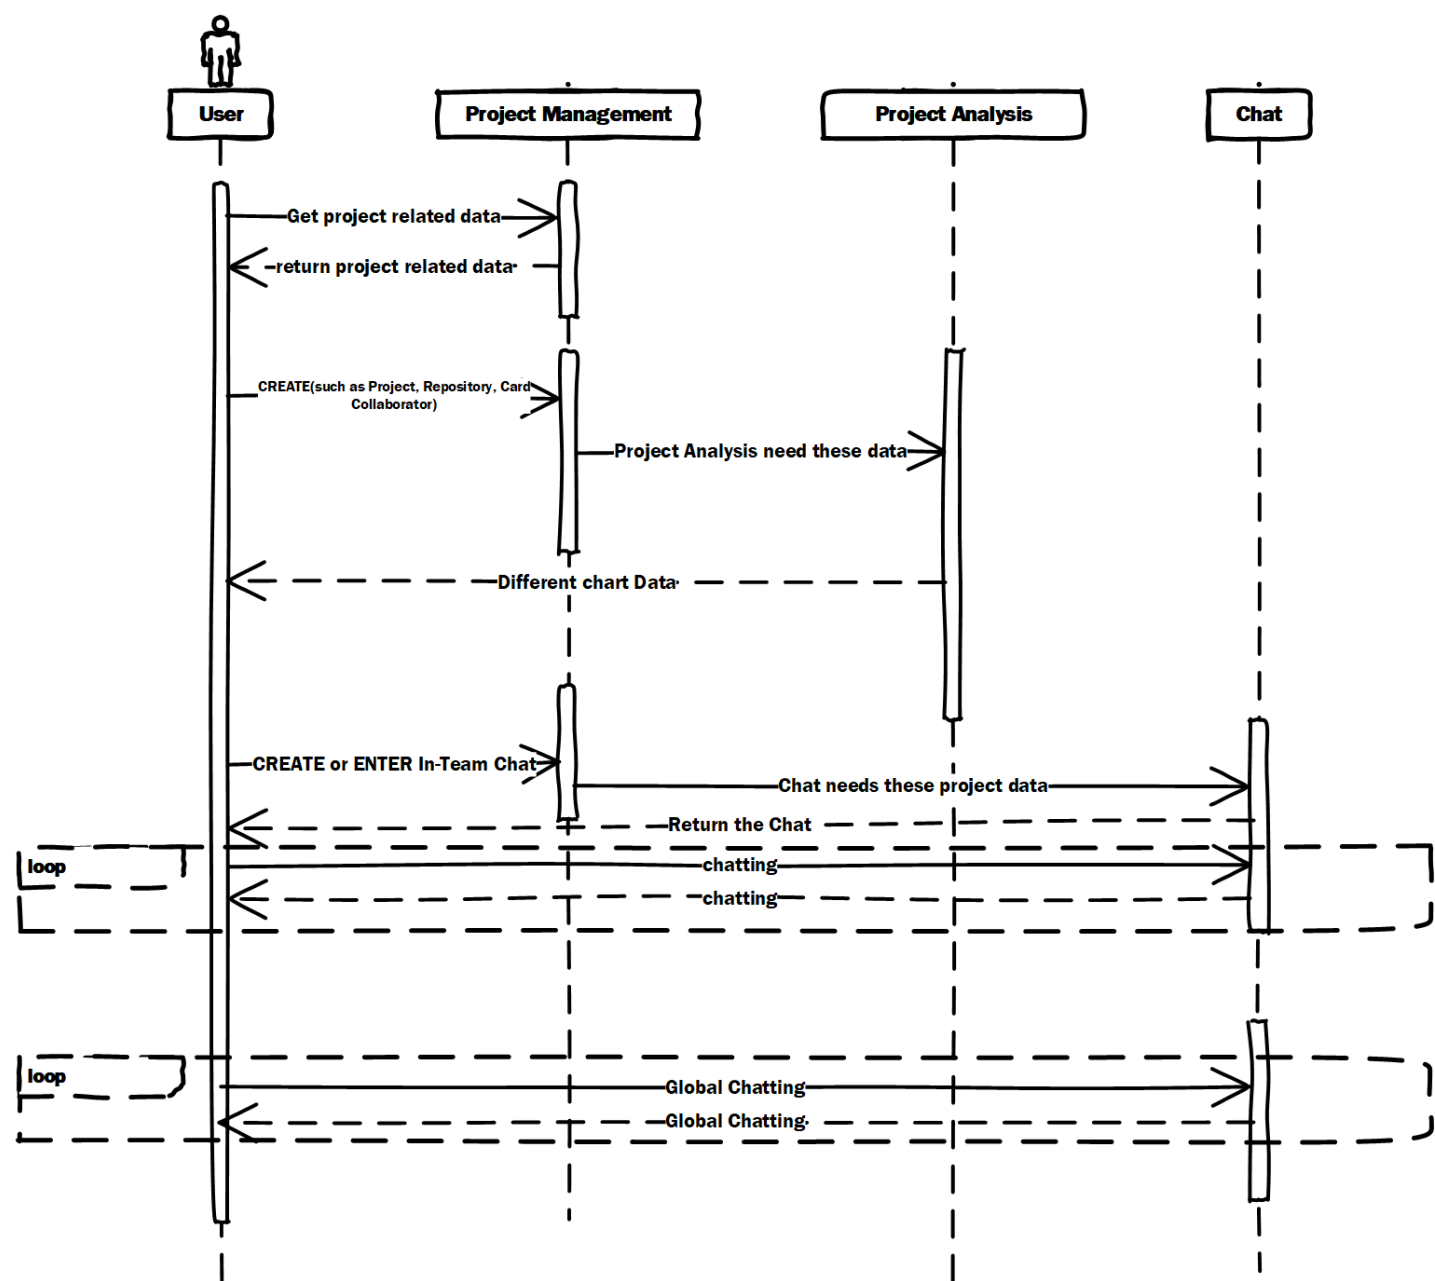 User
Project Management
Project Analysis
Chat
Get project related data
return project related data
CREATE(such as Project, Repository, Card
Collaborator)
Project Analysis need these data
Different chart Data
CREATE or ENTER In-Team Chat
Chat needs these project data
Return the Chat
loop
chatting
chatting
loop
Global Chatting
Global Chatting